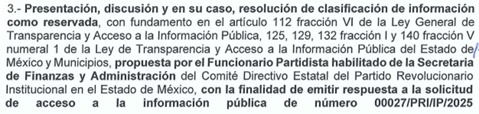 3.- Presentación, discusión y en su caso, resolución de clasificación de información
como reservada, con fundamento en el artículo 112 fracción VI de la Ley General de
Transparencia y Acceso a la Información Pública, 125, 129, 132 fracción I y 140 fracción V
numeral 1 de la Ley de Transparencia y Acceso a la Información Pública del Estado de
México y Municipios, propuesta por el Funcionario Partidista habilitado de la Secretaria
de Finanzas y Administración del Comité Directivo Estatal del Partido Revolucionario
Institucional en el Estado de México, con la finalidad de emitir respuesta a la solicitud
de acceso a la información pública de número 00027/PRI/IP/2025